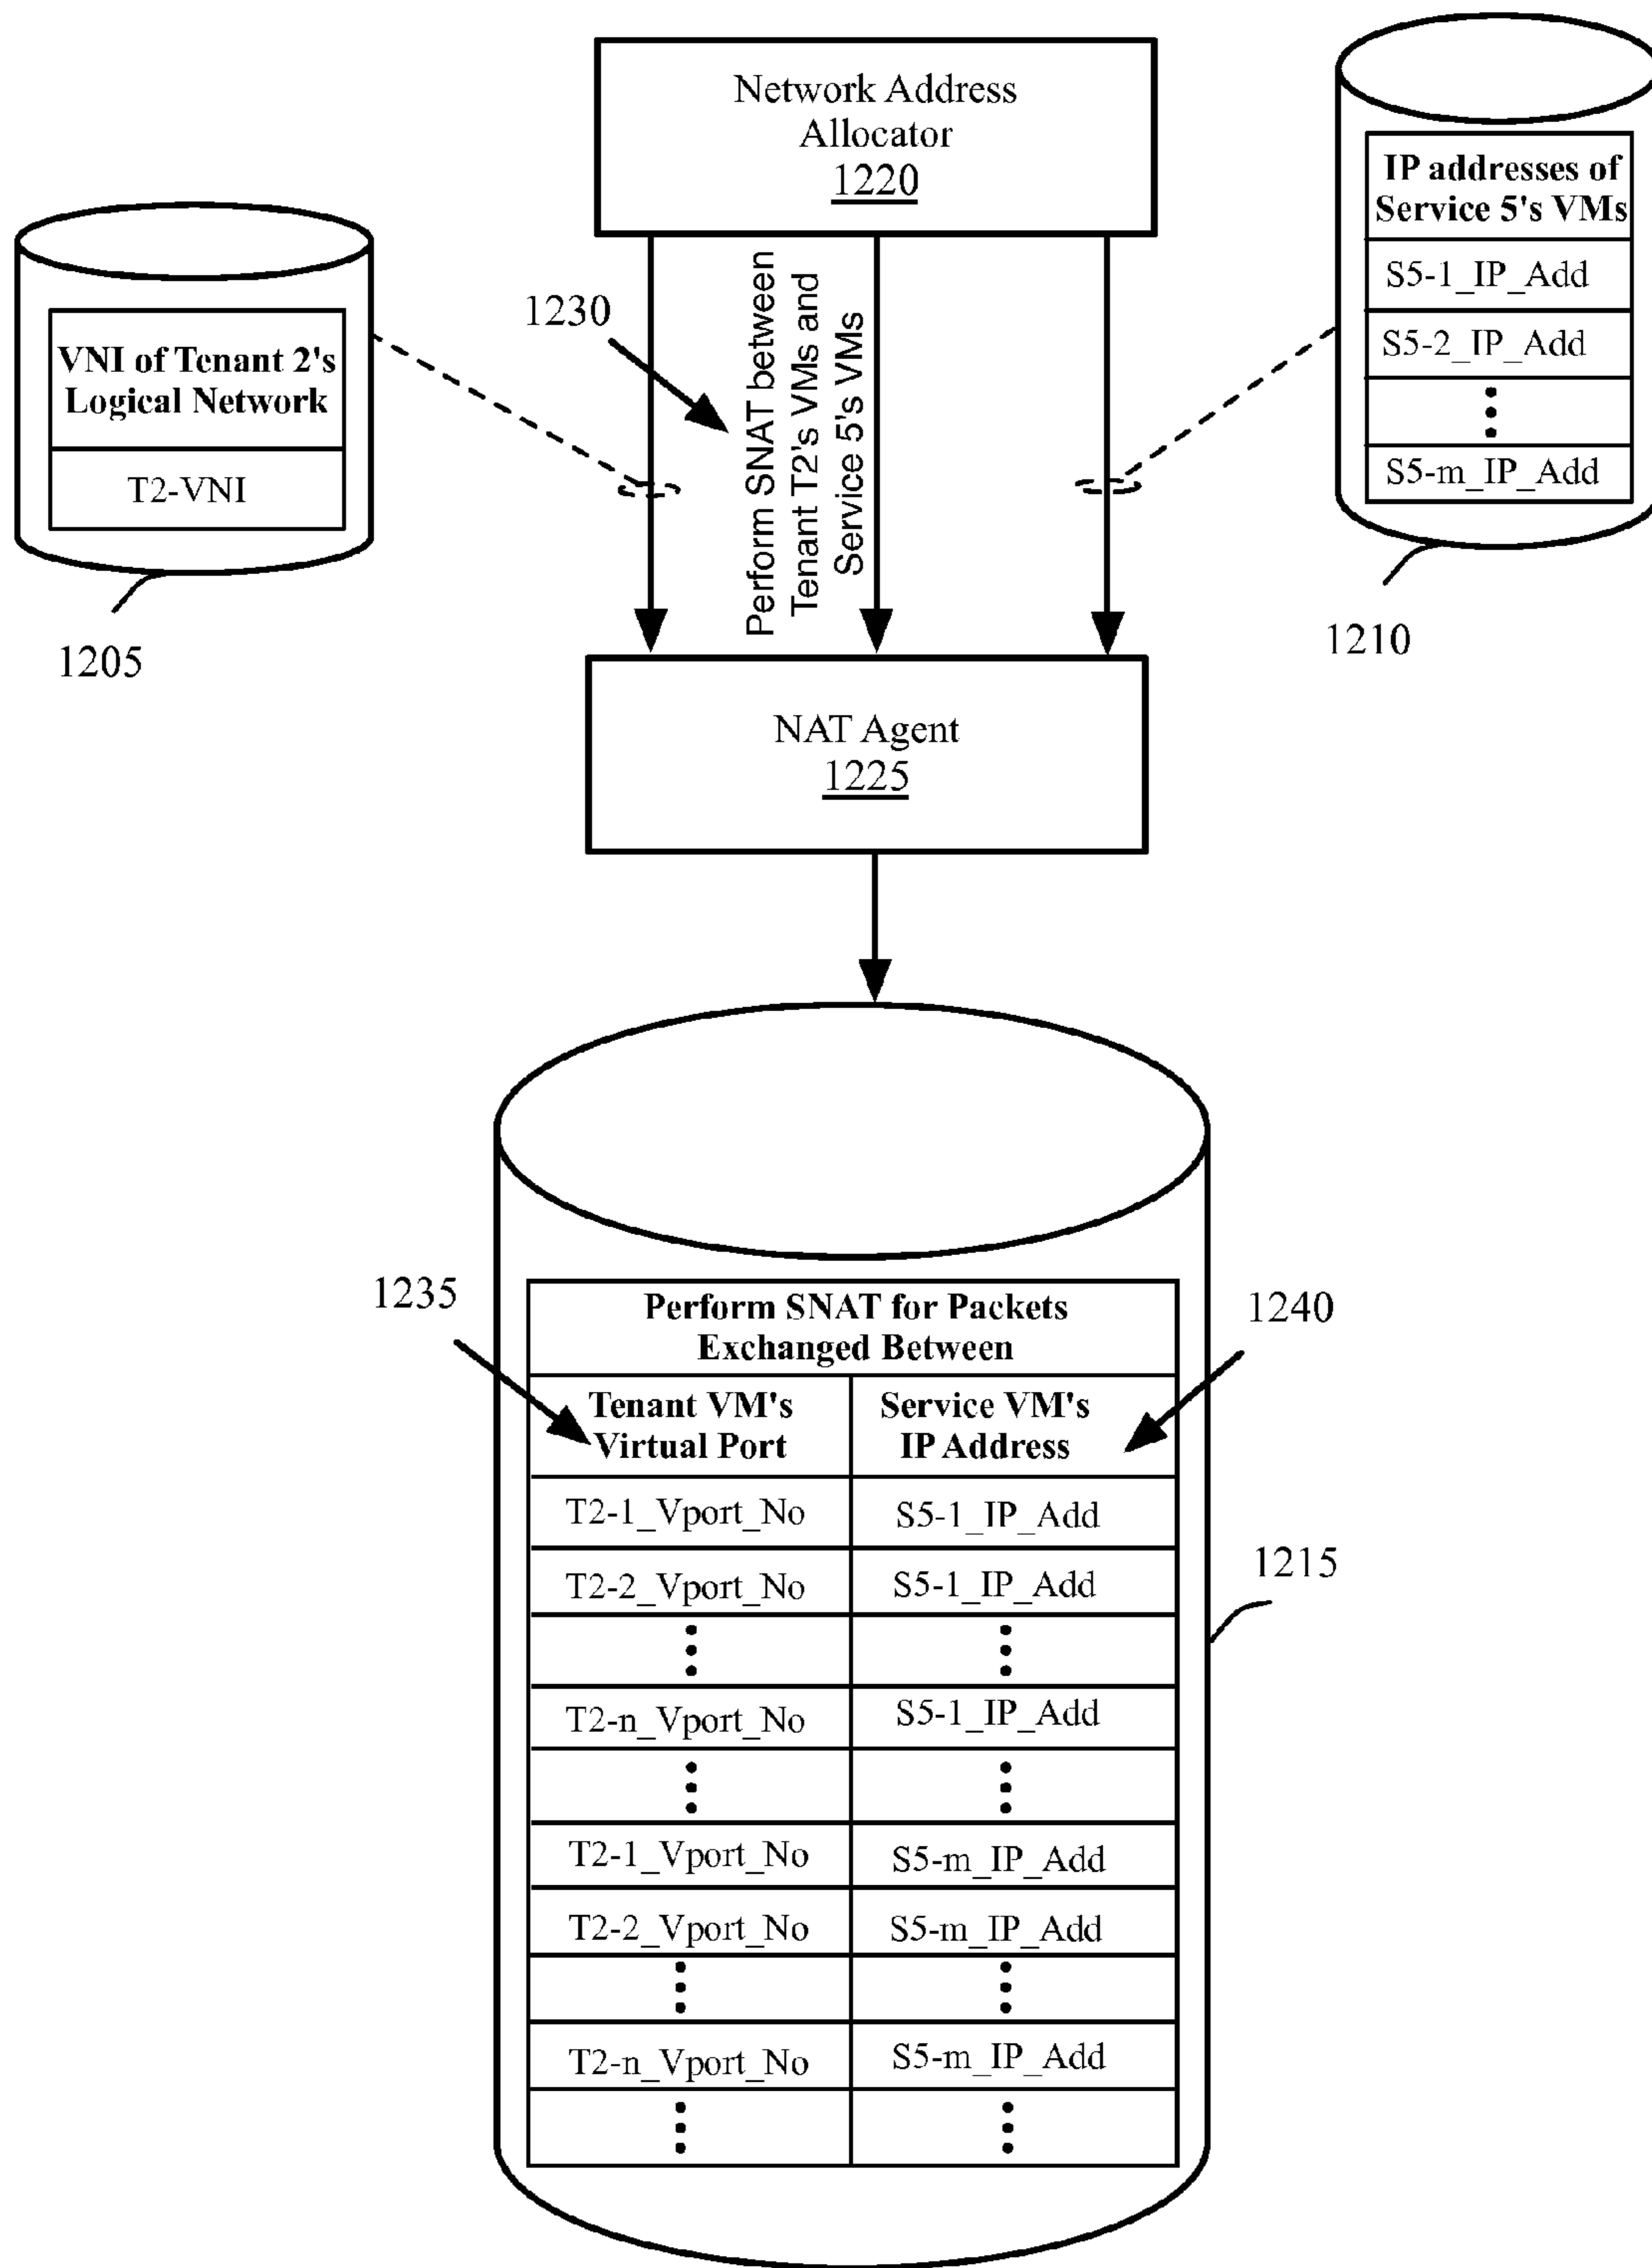 Network Address
Allocator
1220
IP addresses of
Service 5's VMs
S5-1_IP_Add
S5-2_IP_Add
S5-m_IP_Add
1210
VNI of Tenant 2's
Logical Network
T2-VNI
1205
1230
Perform SNAT between
Tenant T2's VMs and
Service 5's VMs
NAT Agent
1225
1235
1240
Perform SNAT for Packets
Exchanged Between
Tenant VM's
Virtual Port
Service VM's
IP Address
T2-1_Vport_No
S5-1_IP_Add
T2-2_Vport_No
S5-1_IP_Add
1215
T2-n_Vport_No
S5-1_IP_Add
T2-1_Vport_No
S5-m_IP_Add
T2-2_Vport_No
S5-m_IP_Add
T2-n_Vport_No
S5-m_IP_Add